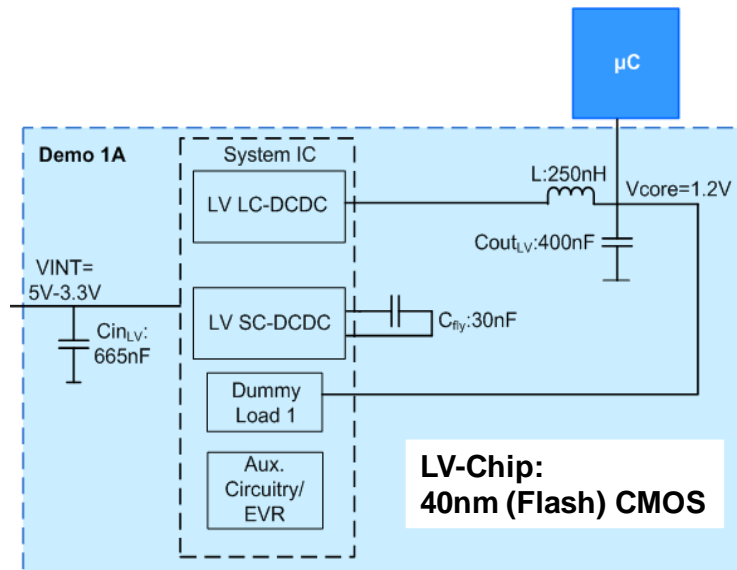 µC
Demo 1A
System IC
LV LC-DCDC
L:250nH
Vcore=1.2V
CoutLV:400nF
VINT=
5V-3.3V
CinLV:
665nF
LV SC-DCDC
Cfly:30nF
Dummy
Load 1
Aux.
Circuitry/
EVR
LV-Chip:
40nm (Flash) CMOS